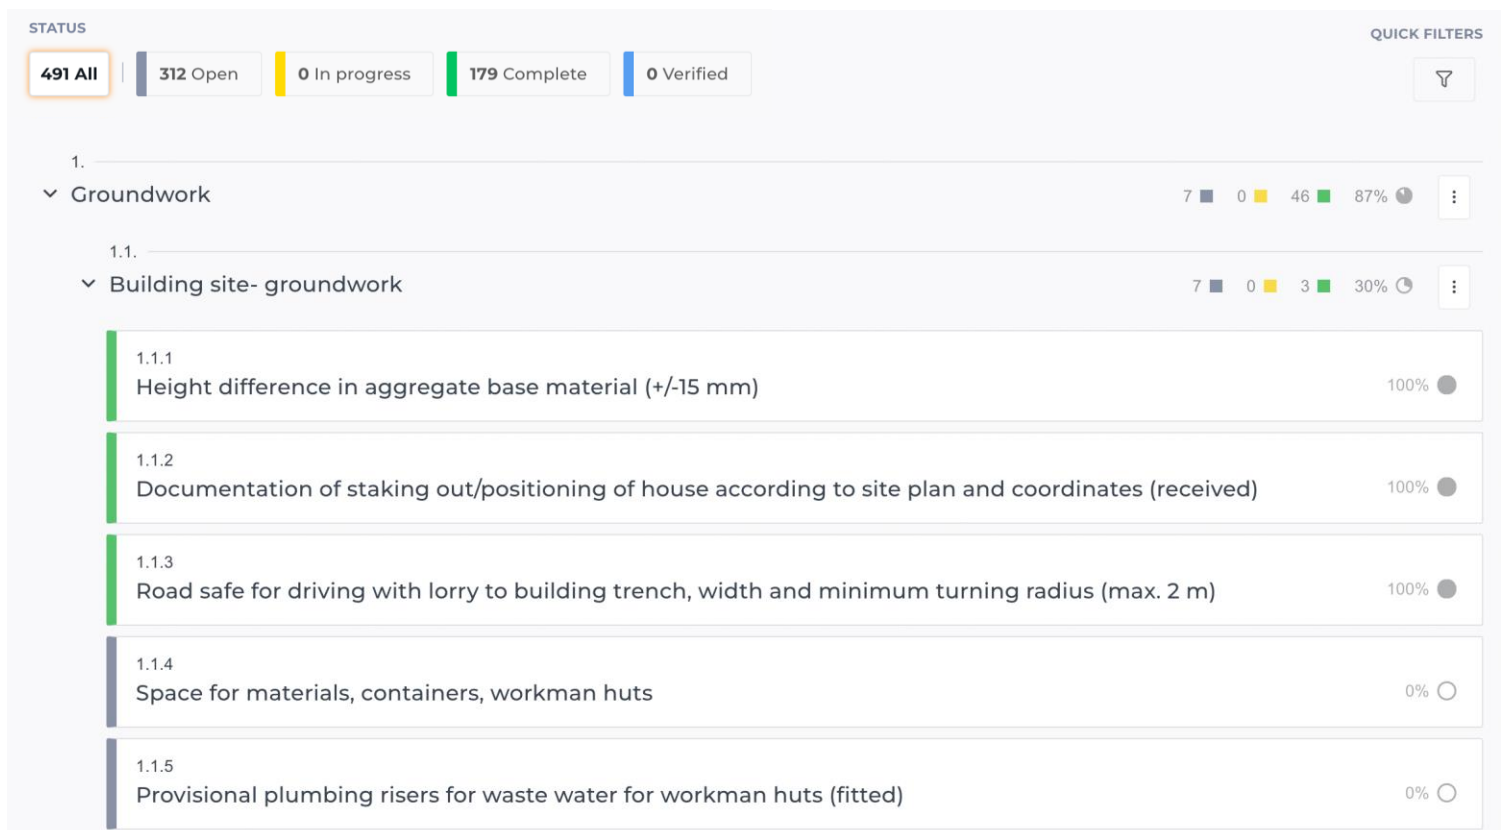 STATUS
QUICK FILTERS
491 All
312 Open
0 In progress
179 Complete
0 Verified
1.
Groundwork
7 0 46 87%
1.1.
Building site- groundwork
7 0 3 30%
1.1.1
Height difference in aggregate base material (+/-15 mm)
100%
1.1.2
Documentation of staking out/positioning of house according to site plan and coordinates (received)
100%
1.1.3
Road safe for driving with lorry to building trench, width and minimum turning radius (max. 2 m)
100%
1.1.4
Space for materials, containers, workman huts
0%
1.1.5
Provisional plumbing risers for waste water for workman huts (fitted)
0%